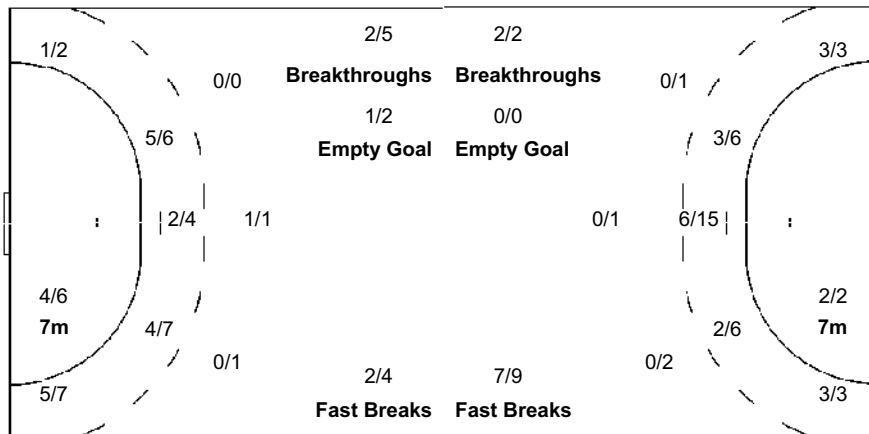 2/5 2/2
1/2 3/3
Breakthroughs Breakthroughs
0/0 0/1
1/2 0/0
5/6 3/6
Empty Goal Empty Goal
2/4 1/1 0/1 6/15
4/6 2/2
7m 7m
4/7 2/6
0/1 0/2
2/4 7/9
5/7 3/3
Fast Breaks Fast Breaks